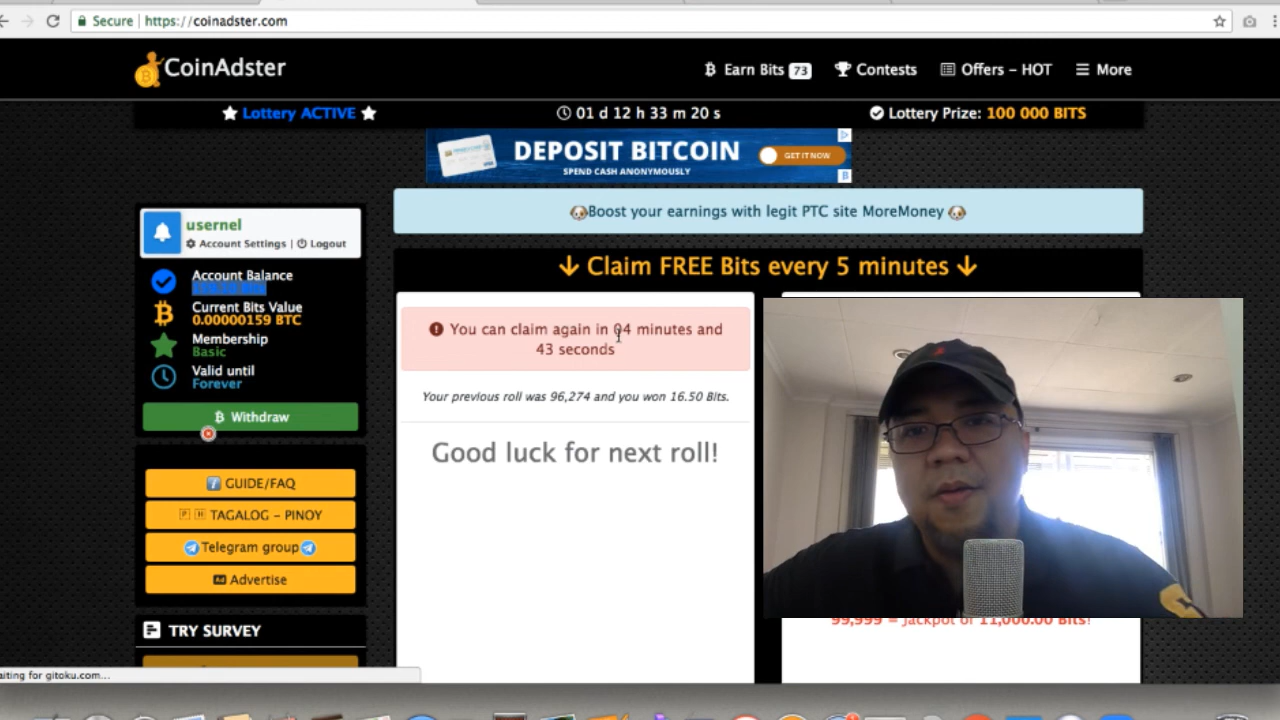 Secure | https://coinadster.com
CoinAdster
Earn Bits 73
Contests
Offers – HOT
More
Lottery ACTIVE
01 d 12 h 33 m 20 s
Lottery Prize: 100 000 BITS
DEPOSIT BITCOIN
SPEND CASH ANONYMOUSLY
GET IT NOW
Boost your earnings with legit PTC site MoreMoney
Claim FREE Bits every 5 minutes
usernel
Account Settings | Logout
Account Balance
Current Bits Value
0.00000159 BTC
Membership
Basic
Valid until
Forever
Withdraw
GUIDE/FAQ
TAGALOG – PINOY
Telegram group
Ad Advertise
TRY SURVEY
You can claim again in 04 minutes and
43 seconds
Your previous roll was 96,274 and you won 16.50 Bits.
Good luck for next roll!
99,999 = Jackpot of 11,000.00 Bits!
aiting for gitoku.com...